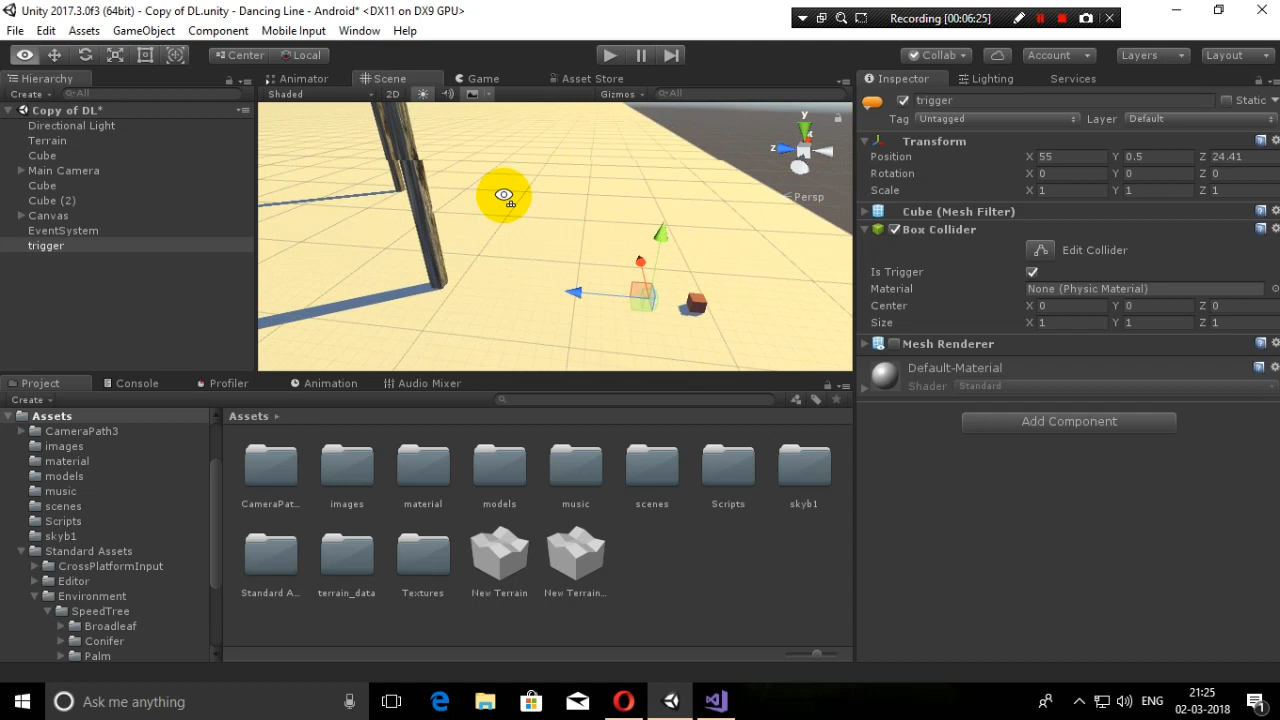 Unity 2017.3.0f3 (64bit) - Copy of DL.unity - Dancing Line - Android* <DX11 on DX9 GPU>
Recording [00:06:25]
File Edit Assets GameObject Component Mobile Input Window Help
Center Local
Collab Account Layers Layout
Hierarchy
Animator Scene Game Asset Store
Inspector Lighting Services
Create All
Shaded 2D Gizmos All
trigger Static
Copy of DL*
Tag Untagged Layer Default
Directional Light
Terrain
Cube
Main Camera
Cube
Cube (2)
Canvas
EventSystem
trigger
y
z
Persp
Transform
Position X 55 Y 0.5 Z 24.41
Rotation X 0 Y 0 Z 0
Scale X 1 Y 1 Z 1
Cube (Mesh Filter)
Box Collider
Edit Collider
Is Trigger
Material None (Physic Material)
Center X 0 Y 0 Z 0
Size X 1 Y 1 Z 1
Mesh Renderer
Default-Material
Shader Standard
Add Component
Project Console Profiler Animation Audio Mixer
Create
Assets
CameraPath3
images
material
models
music
scenes
Scripts
skyb1
Standard Assets
CrossPlatformInput
Editor
Environment
SpeedTree
Broadleaf
Conifer
Palm
Assets
CameraPat... images material models music scenes Scripts skyb1
Standard A... terrain_data Textures New Terrain New Terrain...
Ask me anything
ENG
21:25
02-03-2018
1